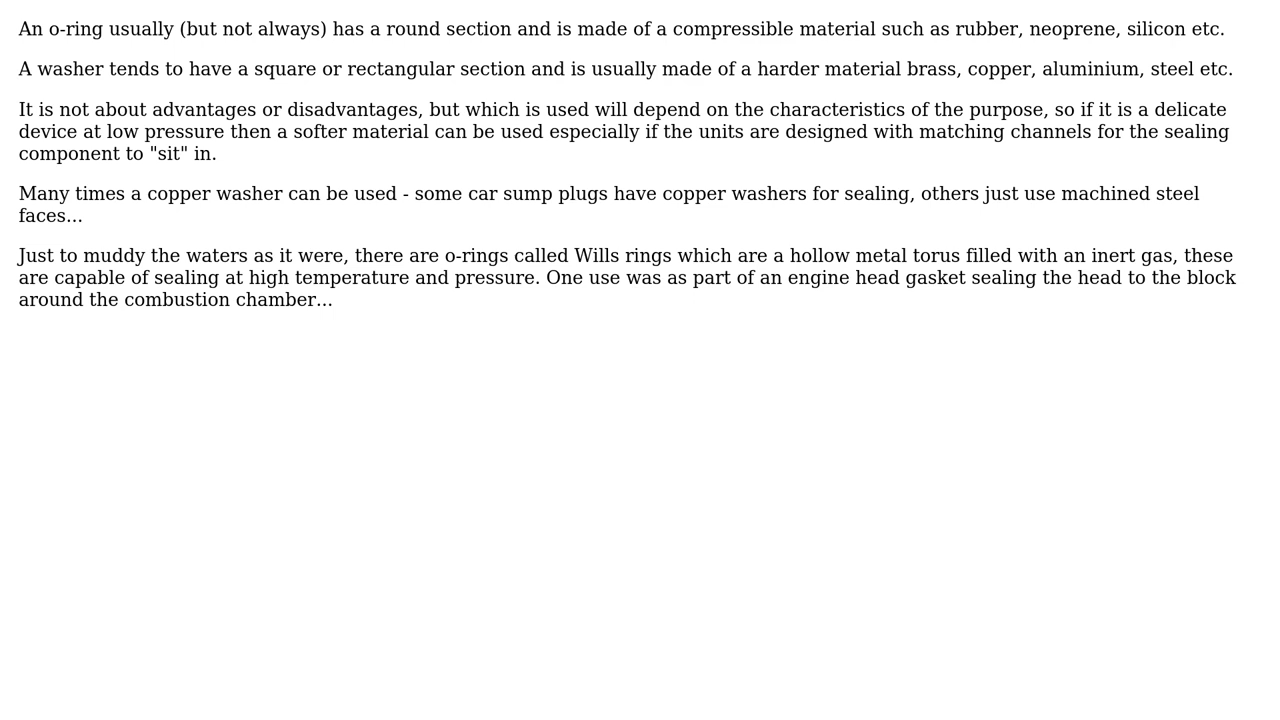 An o-ring usually (but not always) has a round section and is made of a compressible material such as rubber, neoprene, silicon etc.
A washer tends to have a square or rectangular section and is usually made of a harder material brass, copper, aluminium, steel etc.
It is not about advantages or disadvantages, but which is used will depend on the characteristics of the purpose, so if it is a delicate
device at low pressure then a softer material can be used especially if the units are designed with matching channels for the sealing
component to "sit" in.
Many times a copper washer can be used - some car sump plugs have copper washers for sealing, others just use machined steel
faces...
Just to muddy the waters as it were, there are o-rings called Wills rings which are a hollow metal torus filled with an inert gas, these
are capable of sealing at high temperature and pressure. One use was as part of an engine head gasket sealing the head to the block
around the combustion chamber...